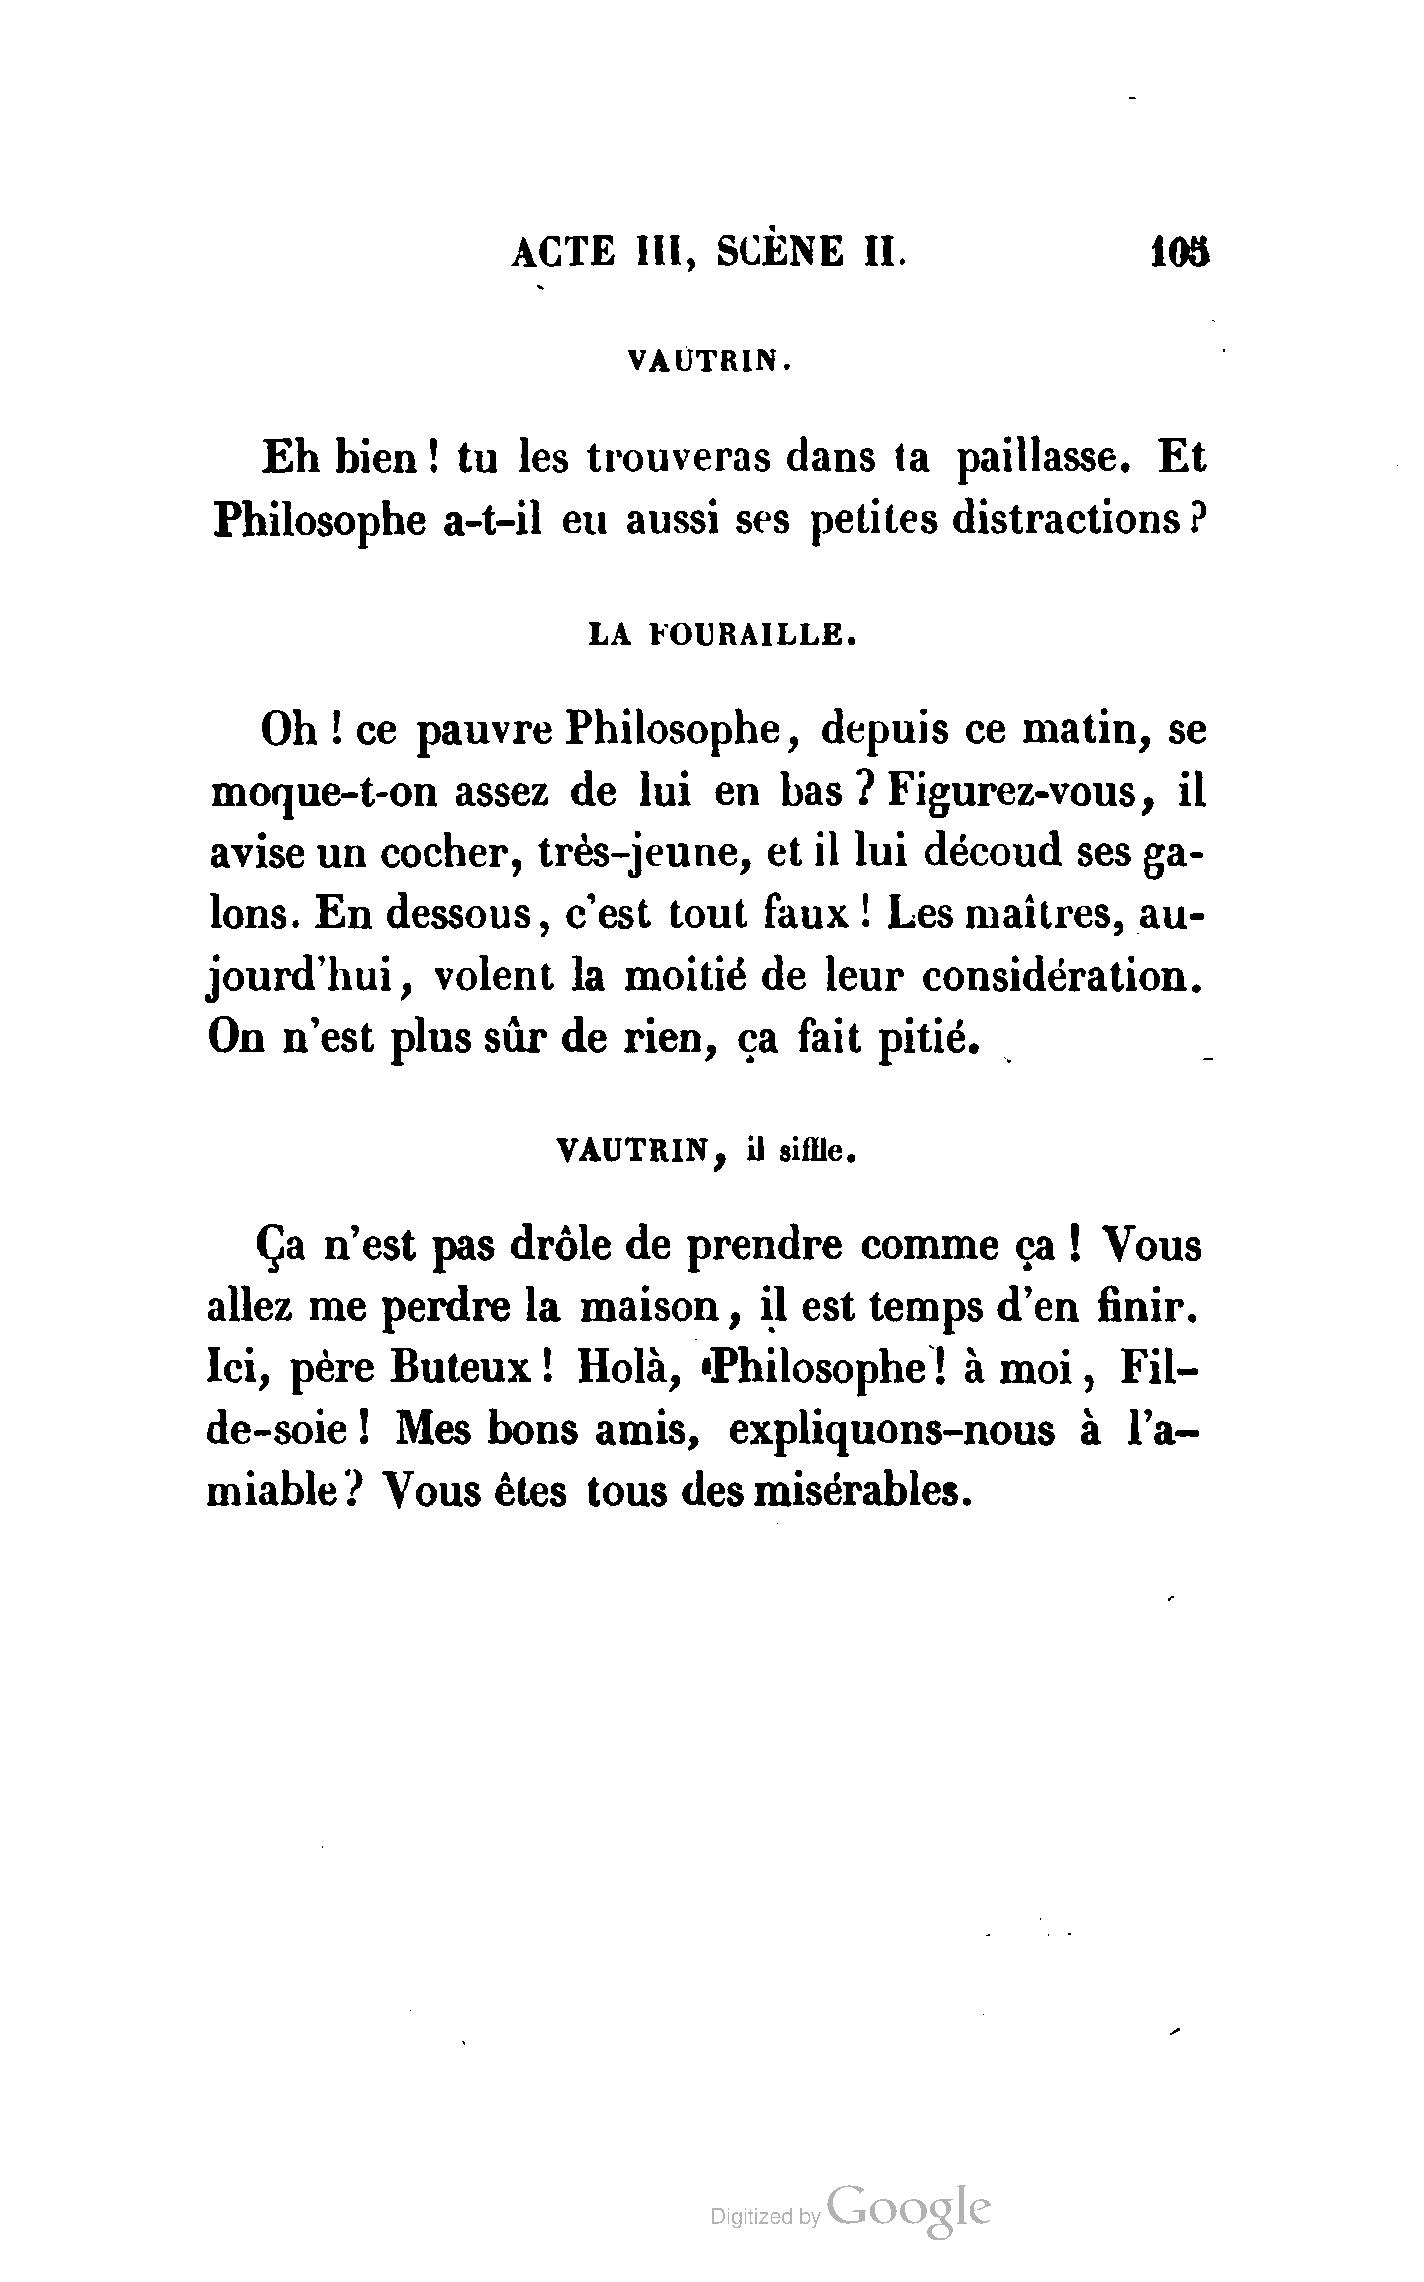 ACTE III, SCÈNE II. 105
VAUTRIN.
Eh bien ! tu les trouveras dans ta paillasse. Et
Philosophe a-t-il eu aussi ses petites distractions ?
LA FOURAILLE.
Oh ! ce pauvre Philosophe, depuis ce matin, se
moque-t-on assez de lui en bas ? Figurez-vous, il
avise un cocher, très-jeune, et il lui découd ses ga-
lons. En dessous, c'est tout faux ! Les maîtres, au-
jourd'hui, volent la moitié de leur considération.
On n'est plus sûr de rien, ça fait pitié.
VAUTRIN, il siffle.
Ça n'est pas drôle de prendre comme ça ! Vous
allez me perdre la maison, il est temps d'en finir.
Ici, père Buteux ! Holà, Philosophe ! à moi, Fil-
de-soie ! Mes bons amis, expliquons-nous à l'a-
miable ? Vous êtes tous des misérables.
Digitized by Google